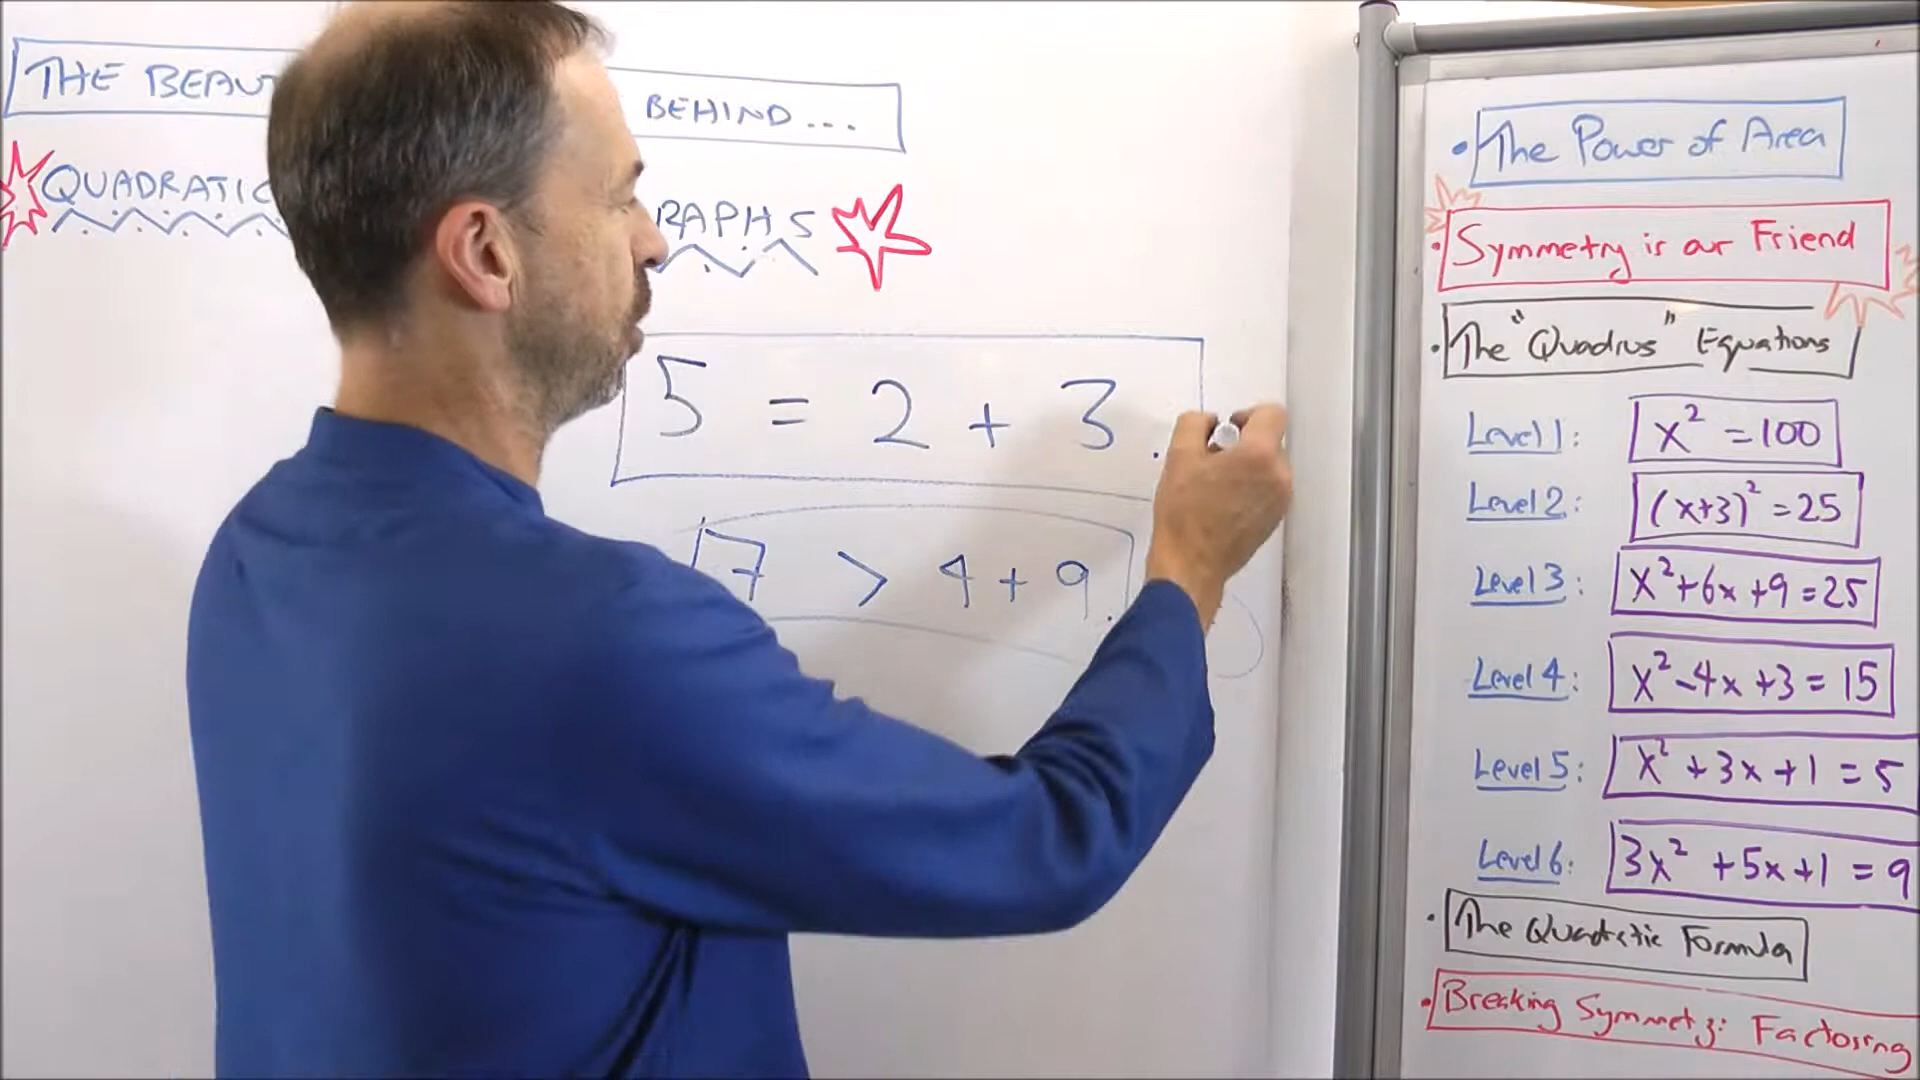 THE BEAU BEHIND...
QUADRATIC RAPHS
5 = 2 + 3.
7 > 4 + 9.
• The Power of Area
• Symmetry is our Friend
• The "Quadrus" Equations
Level 1: x² = 100
Level 2: (x+3)² = 25
Level 3: x² + 6x + 9 = 25
Level 4: x² - 4x + 3 = 15
Level 5: x² + 3x + 1 = 5
Level 6: 3x² + 5x + 1 = 9
• The Quadratic Formula
• Breaking Symmetry: Factoring